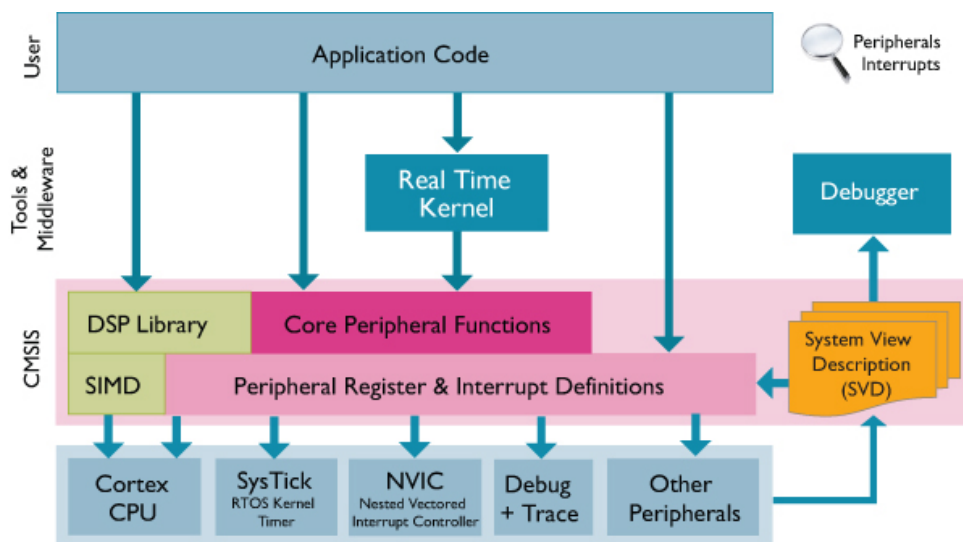 User
Application Code
Peripherals
Interrupts
Tools &
Middleware
Real Time
Kernel
Debugger
CMSIS
DSP Library
Core Peripheral Functions
System View
Description
(SVD)
SIMD
Peripheral Register & Interrupt Definitions
Cortex
CPU
SysTick
RTOS Kernel
Timer
NVIC
Nested Vectored
Interrupt Controller
Debug
+ Trace
Other
Peripherals